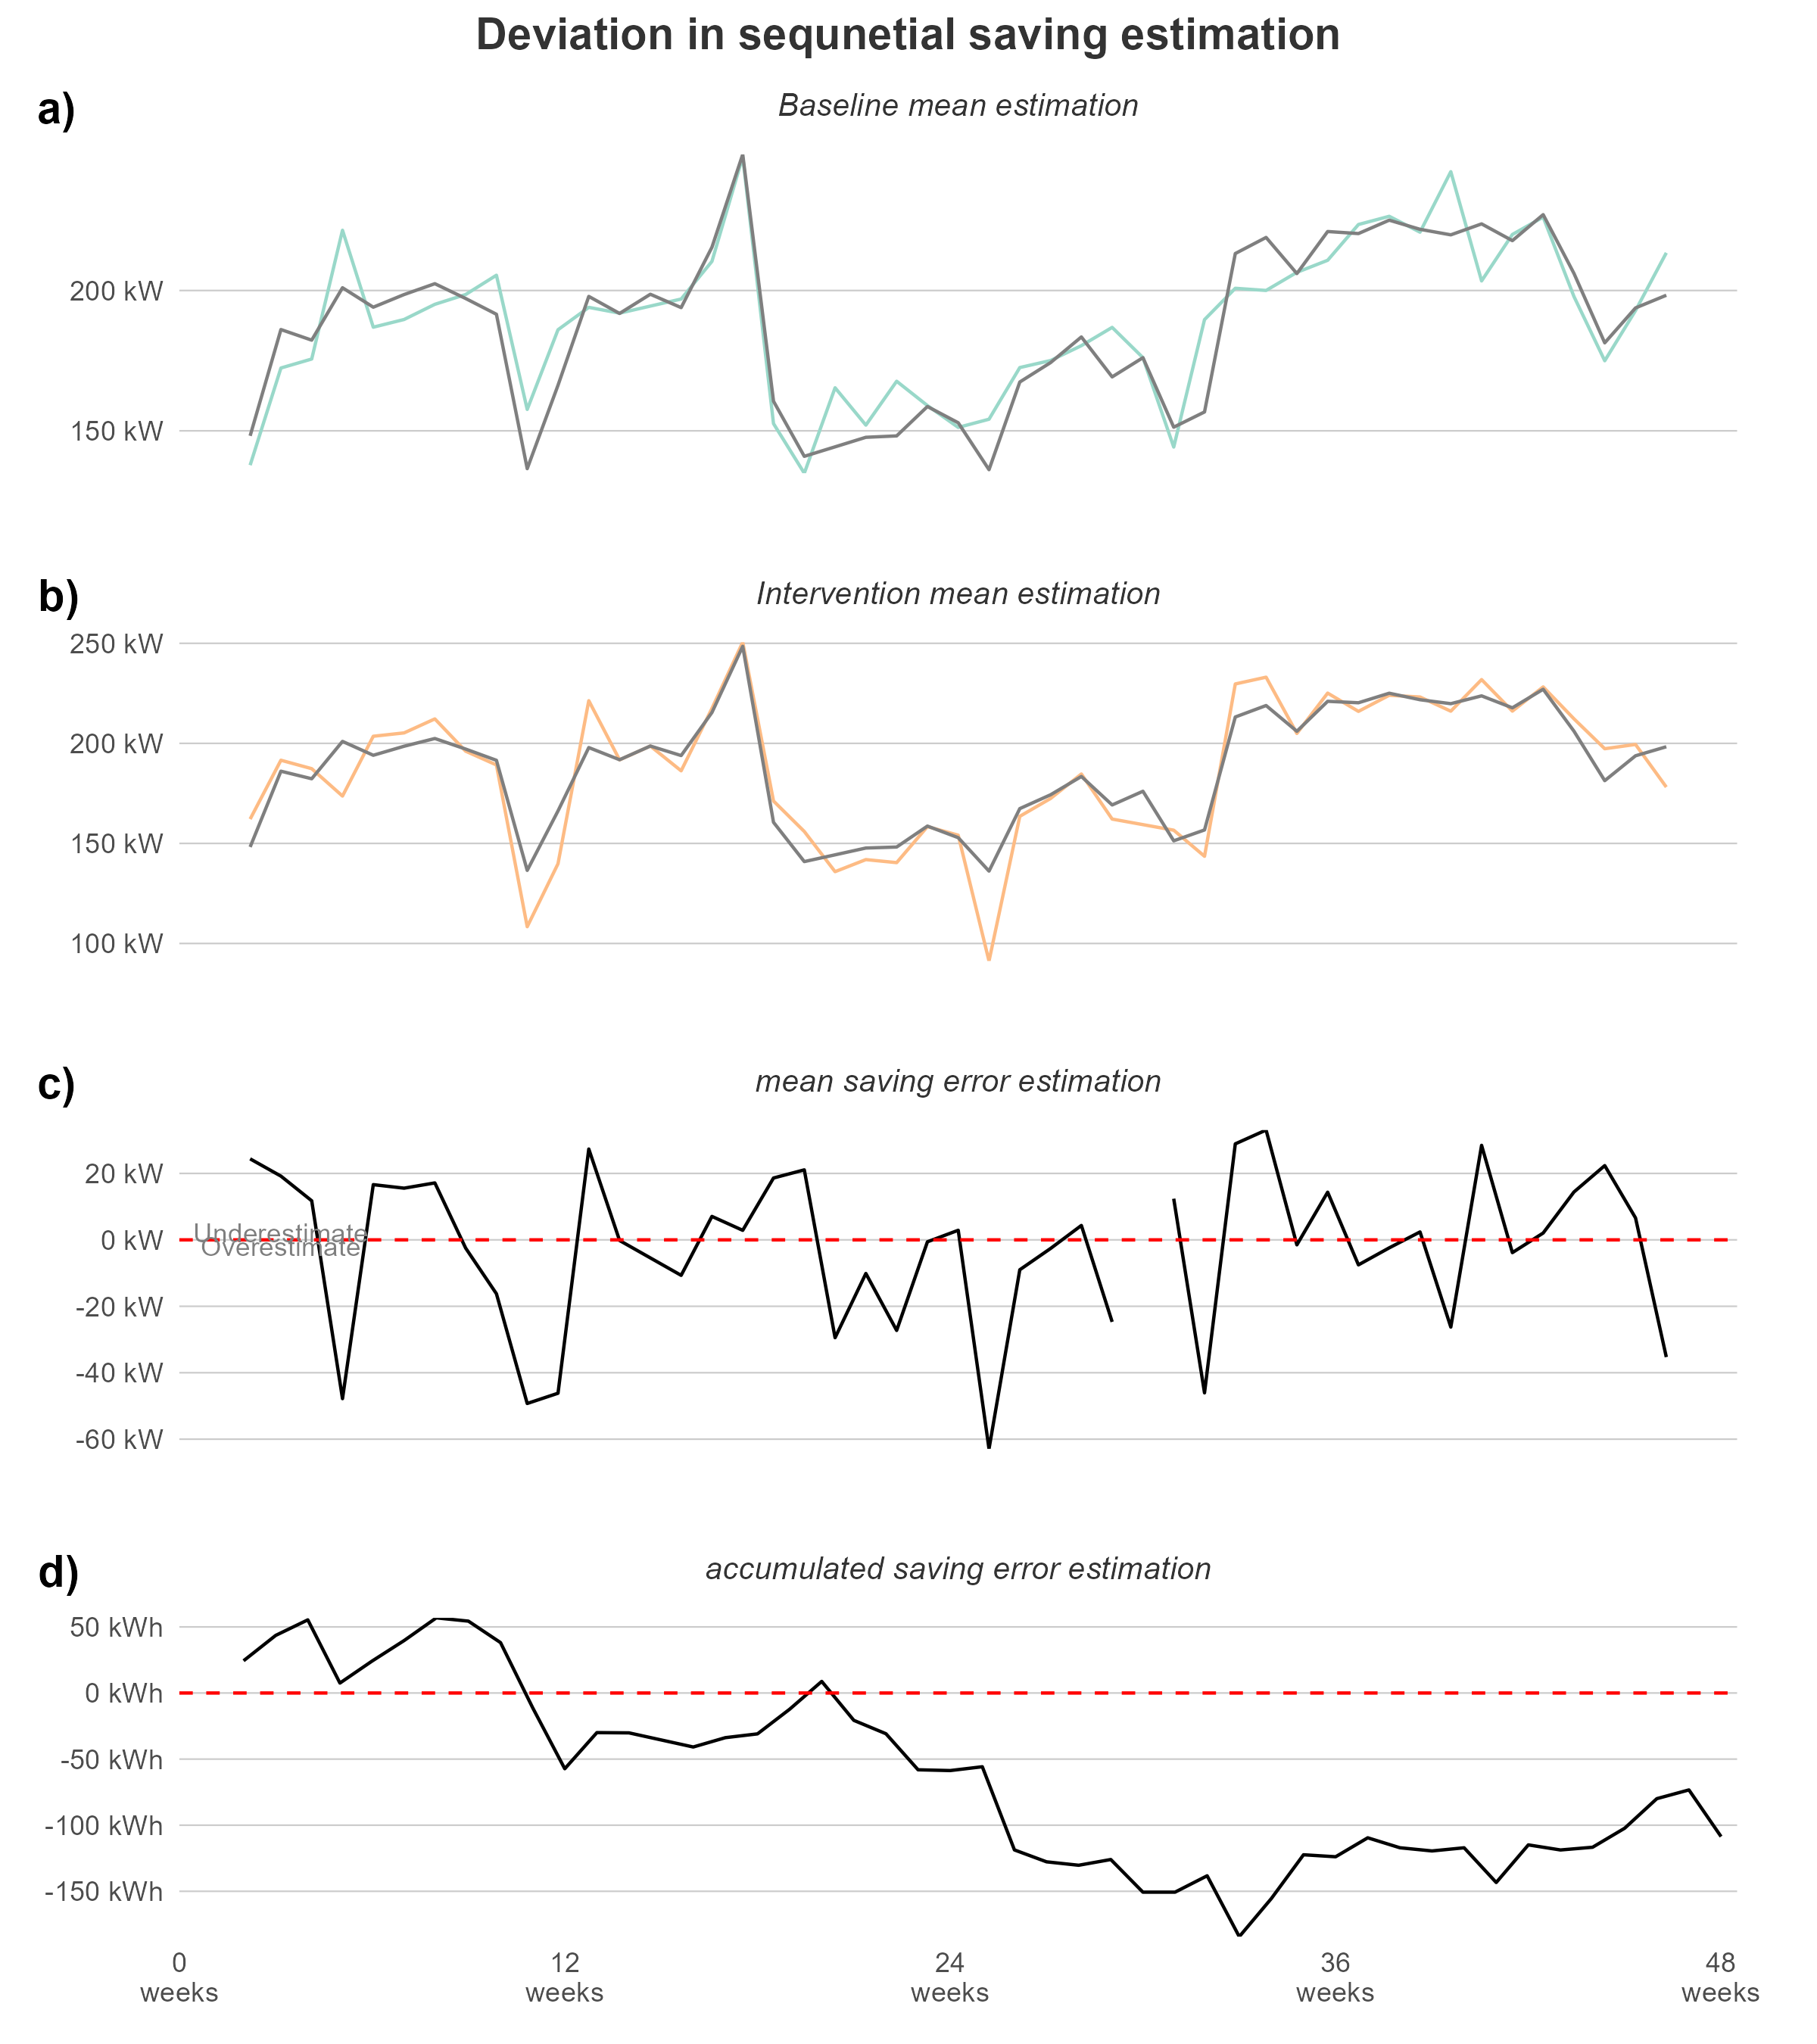 Deviation in sequnetial saving estimation
a)
Baseline mean estimation
200 kW
150 kW
b)
Intervention mean estimation
250 kW
200 kW
150 kW
100 kW
c)
mean saving error estimation
20 kW
Underestimate
0 kW
Overestimate
-20 kW
-40 kW
-60 kW
d)
accumulated saving error estimation
50 kWh
0 kWh
-50 kWh
-100 kWh
-150 kWh
0 12 24 36 48
weeks weeks weeks weeks weeks